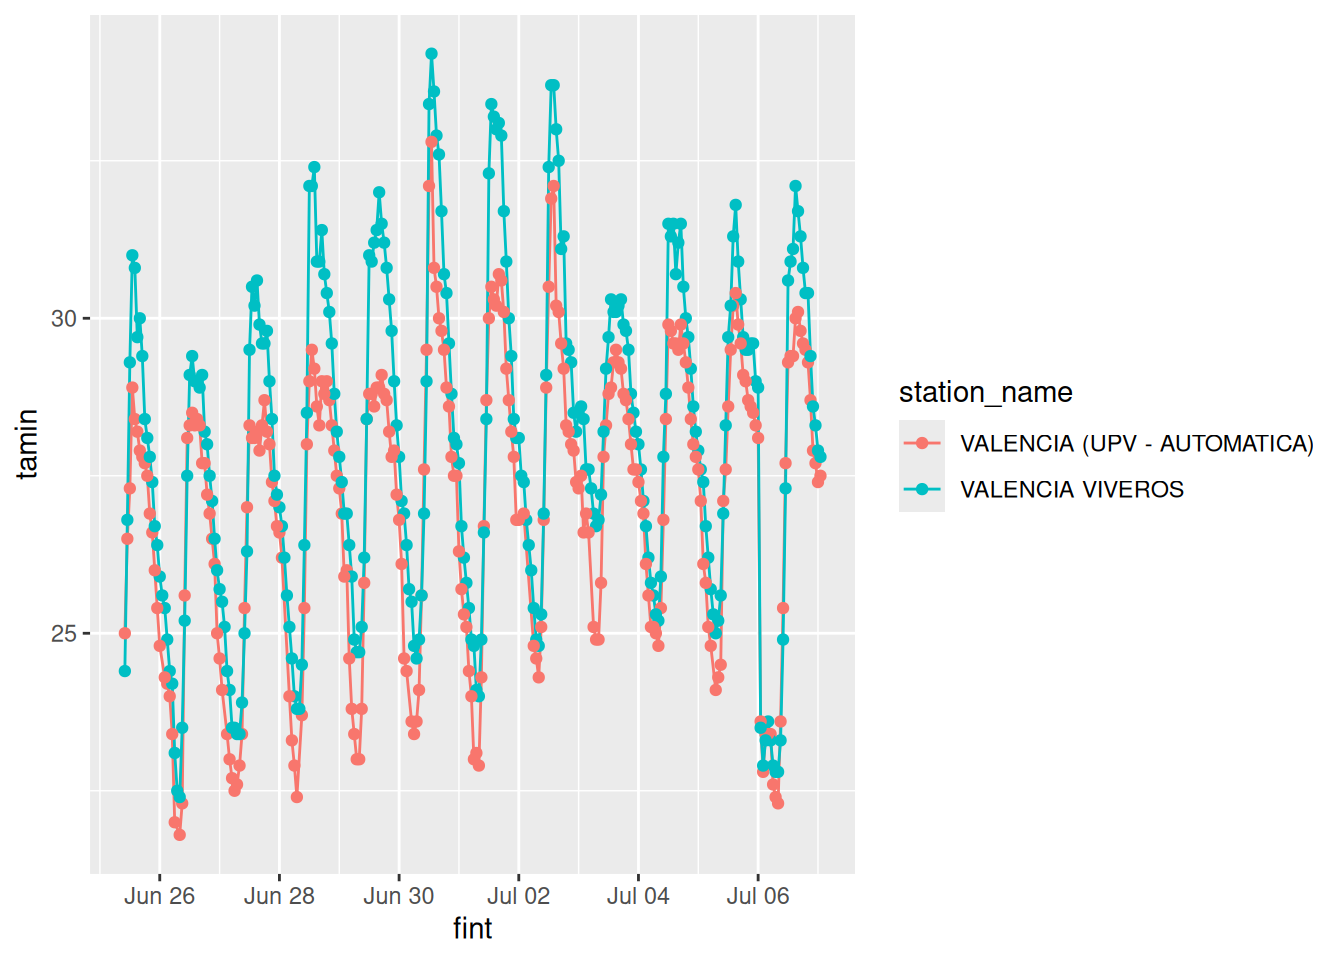 30
25
tamin
Jun 26
Jun 28
Jun 30
Jul 02
Jul 04
Jul 06
fint
station_name
VALENCIA (UPV - AUTOMATICA)
VALENCIA VIVEROS